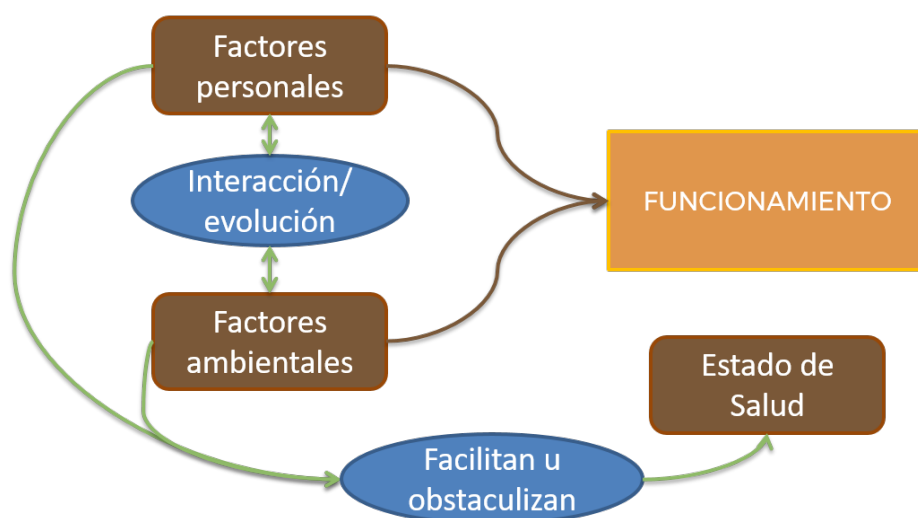 Factores
personales
Interacción/
evolución
FUNCIONAMIENTO
Factores
ambientales
Estado de
Salud
Facilitan u
obstaculizan